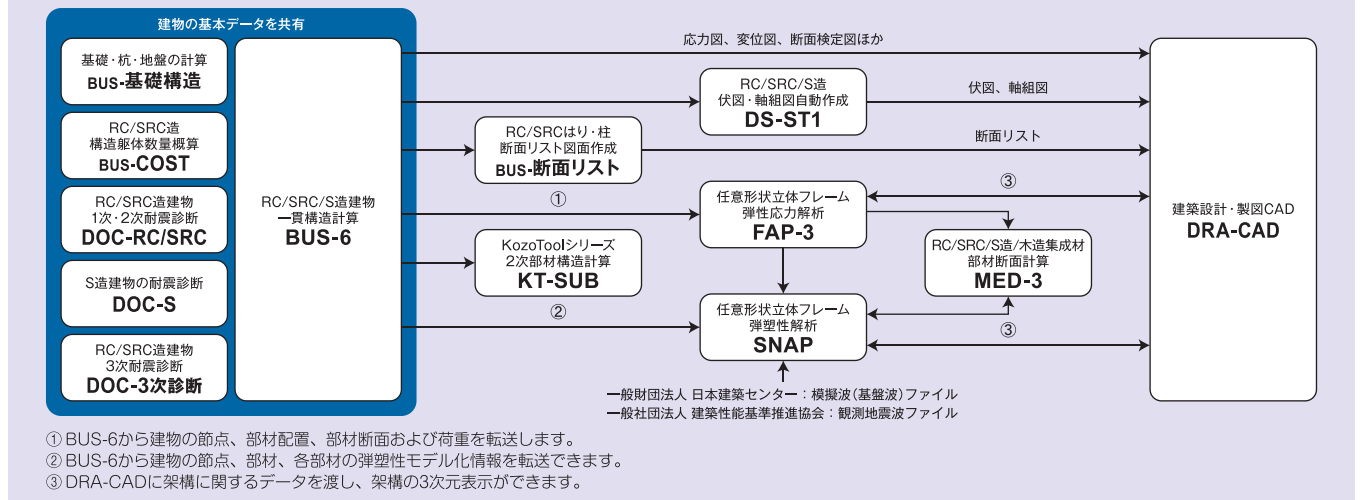 建物の基本データを共有
基礎・杭・地盤の計算
BUS-基礎構造
RC/SRC造
構造躯体数量概算
BUS-COST
RC/SRC造建物
1次・2次耐震診断
DOC-RC/SRC
S造建物の耐震診断
DOC-S
RC/SRC造建物
3次耐震診断
DOC-3次診断
RC/SRC/S造建物
一貫構造計算
BUS-6
応力図、変位図、断面検定図ほか
RC/SRC/S造
伏図・軸組図自動作成
DS-ST1
伏図、軸組図
RC/SRCはり・柱
断面リスト図面作成
BUS-断面リスト
断面リスト
①
任意形状立体フレーム
弾性応力解析
FAP-3
③
KozoToolシリーズ
2次部材構造計算
KT-SUB
RC/SRC/S造/木造集成材
部材断面計算
MED-3
②
任意形状立体フレーム
弾塑性解析
SNAP
③
建築設計・製図CAD
DRA-CAD
一般財団法人 日本建築センター：模擬波(基盤波)ファイル
一般社団法人 建築性能基準推進協会：観測地震波ファイル
① BUS-6から建物の節点、部材配置、部材断面および荷重を転送します。
② BUS-6から建物の節点、部材、各部材の弾塑性モデル化情報を転送できます。
③ DRA-CADに架構に関するデータを渡し、架構の3次元表示ができます。